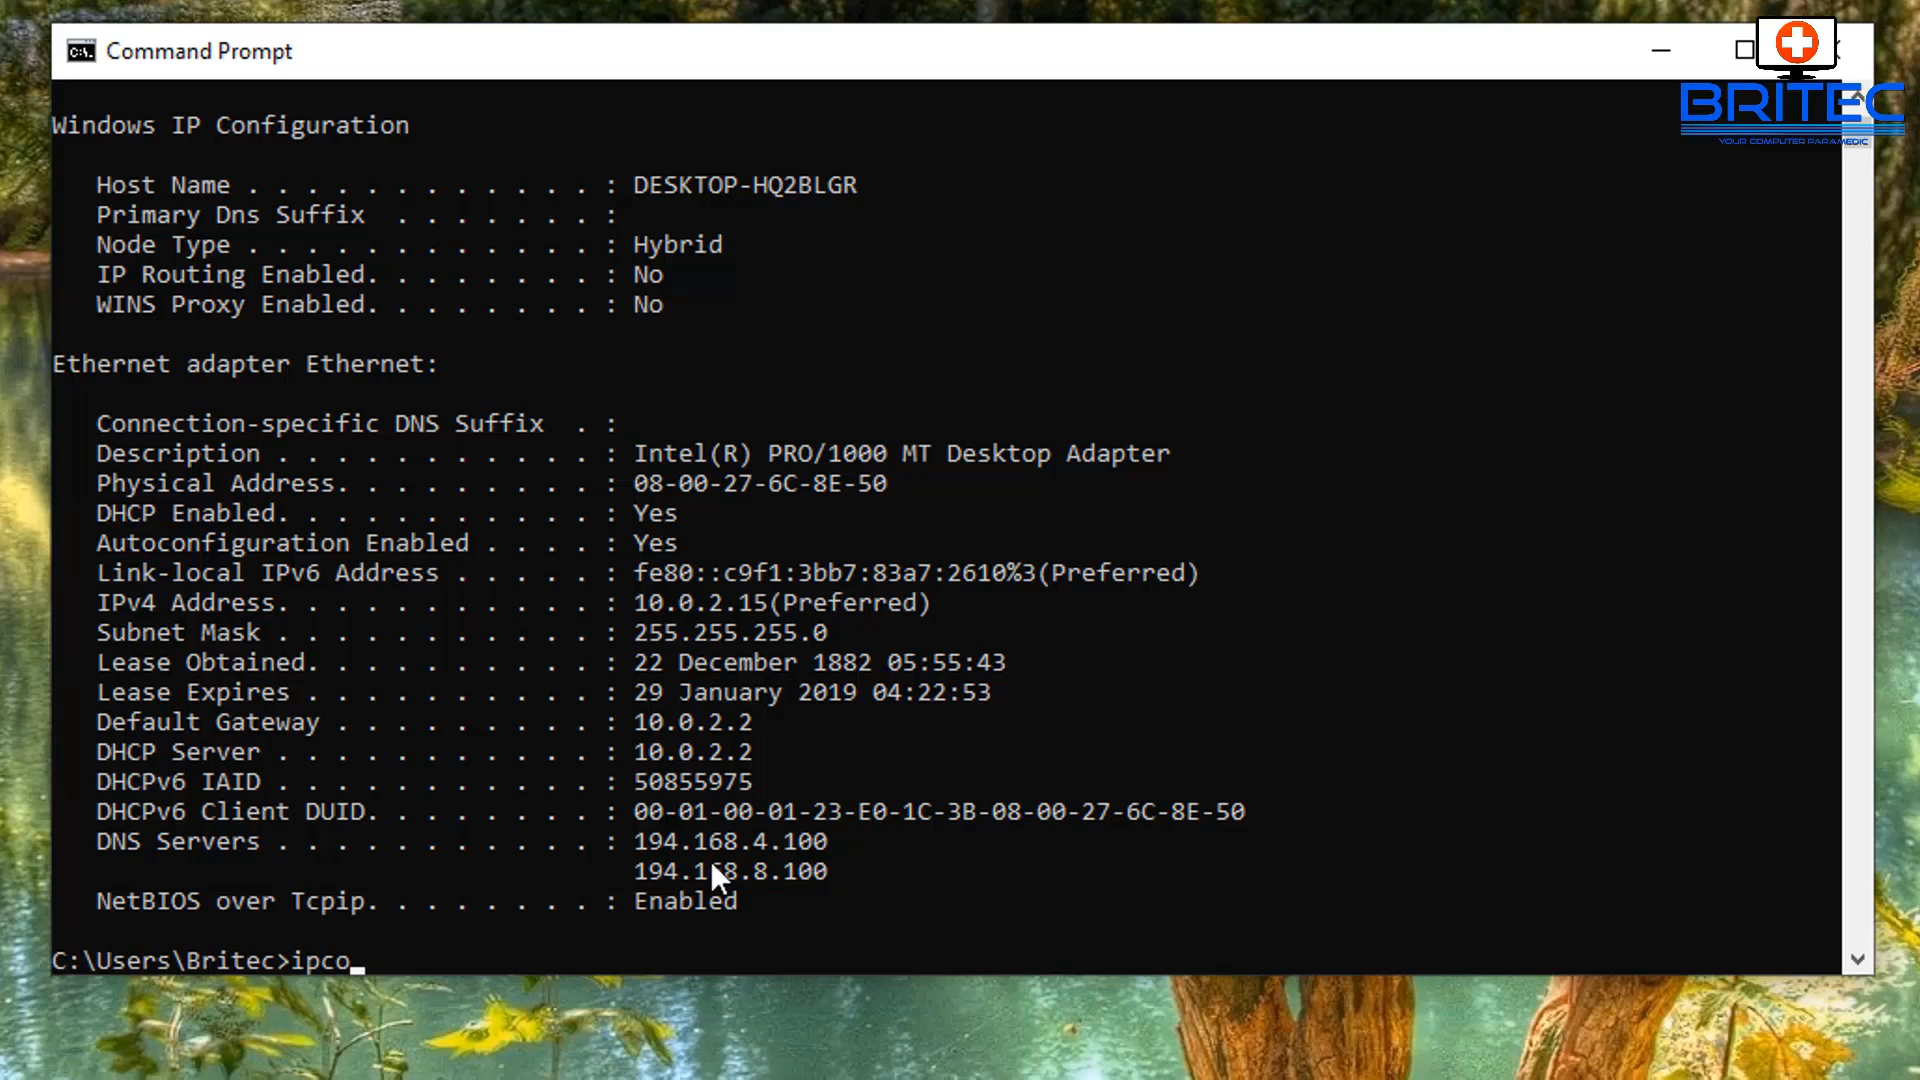 Command Prompt
BRITEC
YOUR COMPUTER PARAMEDIC
Windows IP Configuration
Host Name . . . . . . . . . . . . : DESKTOP-HQ2BLGR
Primary Dns Suffix  . . . . . . . :
Node Type . . . . . . . . . . . . : Hybrid
IP Routing Enabled. . . . . . . . : No
WINS Proxy Enabled. . . . . . . . : No
Ethernet adapter Ethernet:
Connection-specific DNS Suffix  . :
Description . . . . . . . . . . . : Intel(R) PRO/1000 MT Desktop Adapter
Physical Address. . . . . . . . . : 08-00-27-6C-8E-50
DHCP Enabled. . . . . . . . . . . : Yes
Autoconfiguration Enabled . . . . : Yes
Link-local IPv6 Address . . . . . : fe80::c9f1:3bb7:83a7:2610%3(Preferred)
IPv4 Address. . . . . . . . . . . : 10.0.2.15(Preferred)
Subnet Mask . . . . . . . . . . . : 255.255.255.0
Lease Obtained. . . . . . . . . . : 22 December 1882 05:55:43
Lease Expires . . . . . . . . . . : 29 January 2019 04:22:53
Default Gateway . . . . . . . . . : 10.0.2.2
DHCP Server . . . . . . . . . . . : 10.0.2.2
DHCPv6 IAID . . . . . . . . . . . : 50855975
DHCPv6 Client DUID. . . . . . . . : 00-01-00-01-23-E0-1C-3B-08-00-27-6C-8E-50
DNS Servers . . . . . . . . . . . : 194.168.4.100
194.168.8.100
NetBIOS over Tcpip. . . . . . . . : Enabled
C:\Users\Britec>ipco_